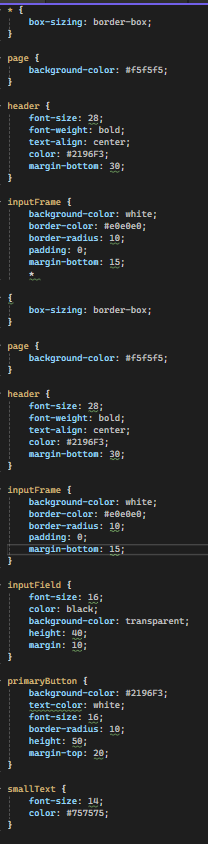 * {
    box-sizing: border-box;
}

page {
    background-color: #f5f5f5;
}

header {
    font-size: 28;
    font-weight: bold;
    text-align: center;
    color: #2196F3;
    margin-bottom: 30;
}

inputFrame {
    background-color: white;
    border-color: #e0e0e0;
    border-radius: 10;
    padding: 0;
    margin-bottom: 15;
    *

{
    box-sizing: border-box;
}

page {
    background-color: #f5f5f5;
}

header {
    font-size: 28;
    font-weight: bold;
    text-align: center;
    color: #2196F3;
    margin-bottom: 30;
}

inputFrame {
    background-color: white;
    border-color: #e0e0e0;
    border-radius: 10;
    padding: 0;
    margin-bottom: 15;
}

inputField {
    font-size: 16;
    color: black;
    background-color: transparent;
    height: 40;
    margin: 10;
}

primaryButton {
    background-color: #2196F3;
    text-color: white;
    font-size: 16;
    border-radius: 10;
    height: 50;
    margin-top: 20;
}

smallText {
    font-size: 14;
    color: #757575;
}